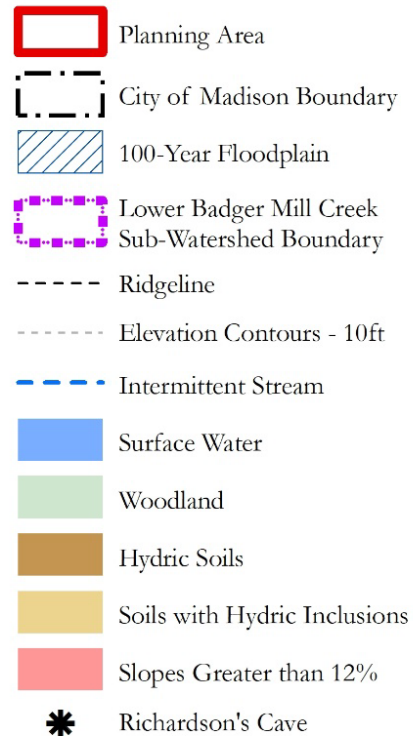 Planning Area
City of Madison Boundary
100-Year Floodplain
Lower Badger Mill Creek
Sub-Watershed Boundary
Ridgeline
Elevation Contours - 10ft
Intermittent Stream
Surface Water
Woodland
Hydric Soils
Soils with Hydric Inclusions
Slopes Greater than 12%
Richardson's Cave